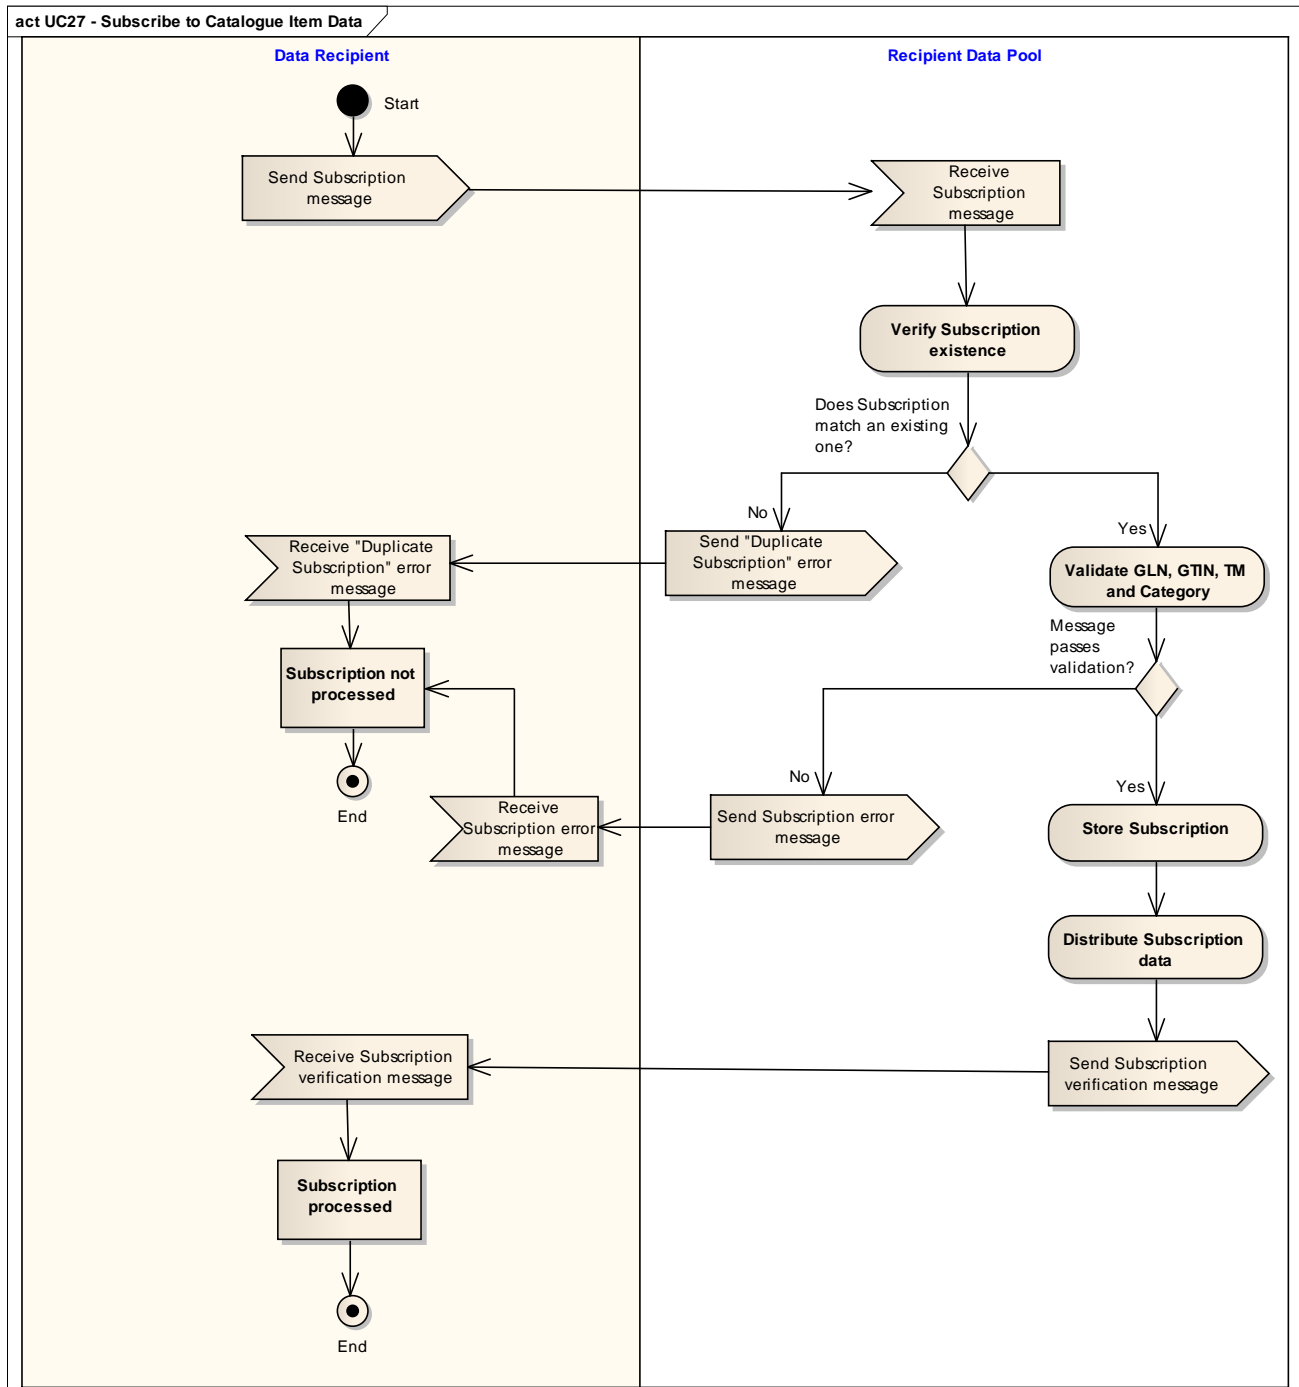 act UC27 - Subscribe to Catalogue Item Data
Data Recipient
Recipient Data Pool
Start
Send Subscription
message
Receive
Subscription
message
Verify Subscription
existence
Does Subscription
match an existing
one?
No
Yes
Receive "Duplicate
Subscription" error
message
Send "Duplicate
Subscription" error
message
Validate GLN, GTIN, TM
and Category
Message
passes
validation?
Subscription not
processed
End
No
Yes
Receive
Subscription error
message
Send Subscription error
message
Store Subscription
Distribute Subscription
data
Receive Subscription
verification message
Send Subscription
verification message
Subscription
processed
End